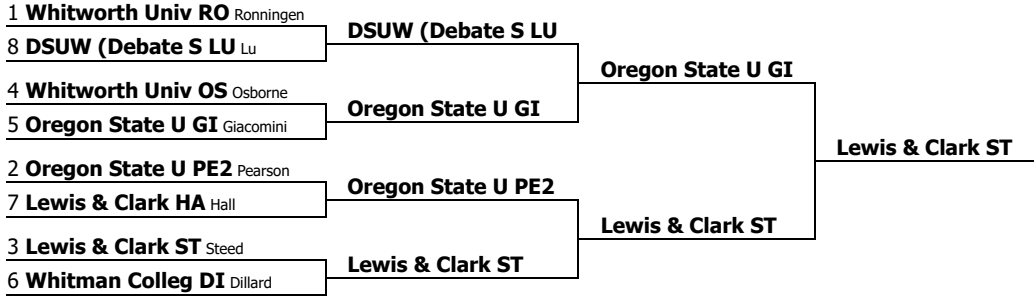 1 Whitworth Univ RO Ronningen
8 DSUW (Debate S LU Lu
4 Whitworth Univ OS Osborne
5 Oregon State U GI Giacomini
2 Oregon State U PE2 Pearson
7 Lewis & Clark HA Hall
3 Lewis & Clark ST Steed
6 Whitman Colleg DI Dillard
DSUW (Debate S LU
Oregon State U GI
Oregon State U PE2
Lewis & Clark ST
Oregon State U GI
Lewis & Clark ST
Lewis & Clark ST